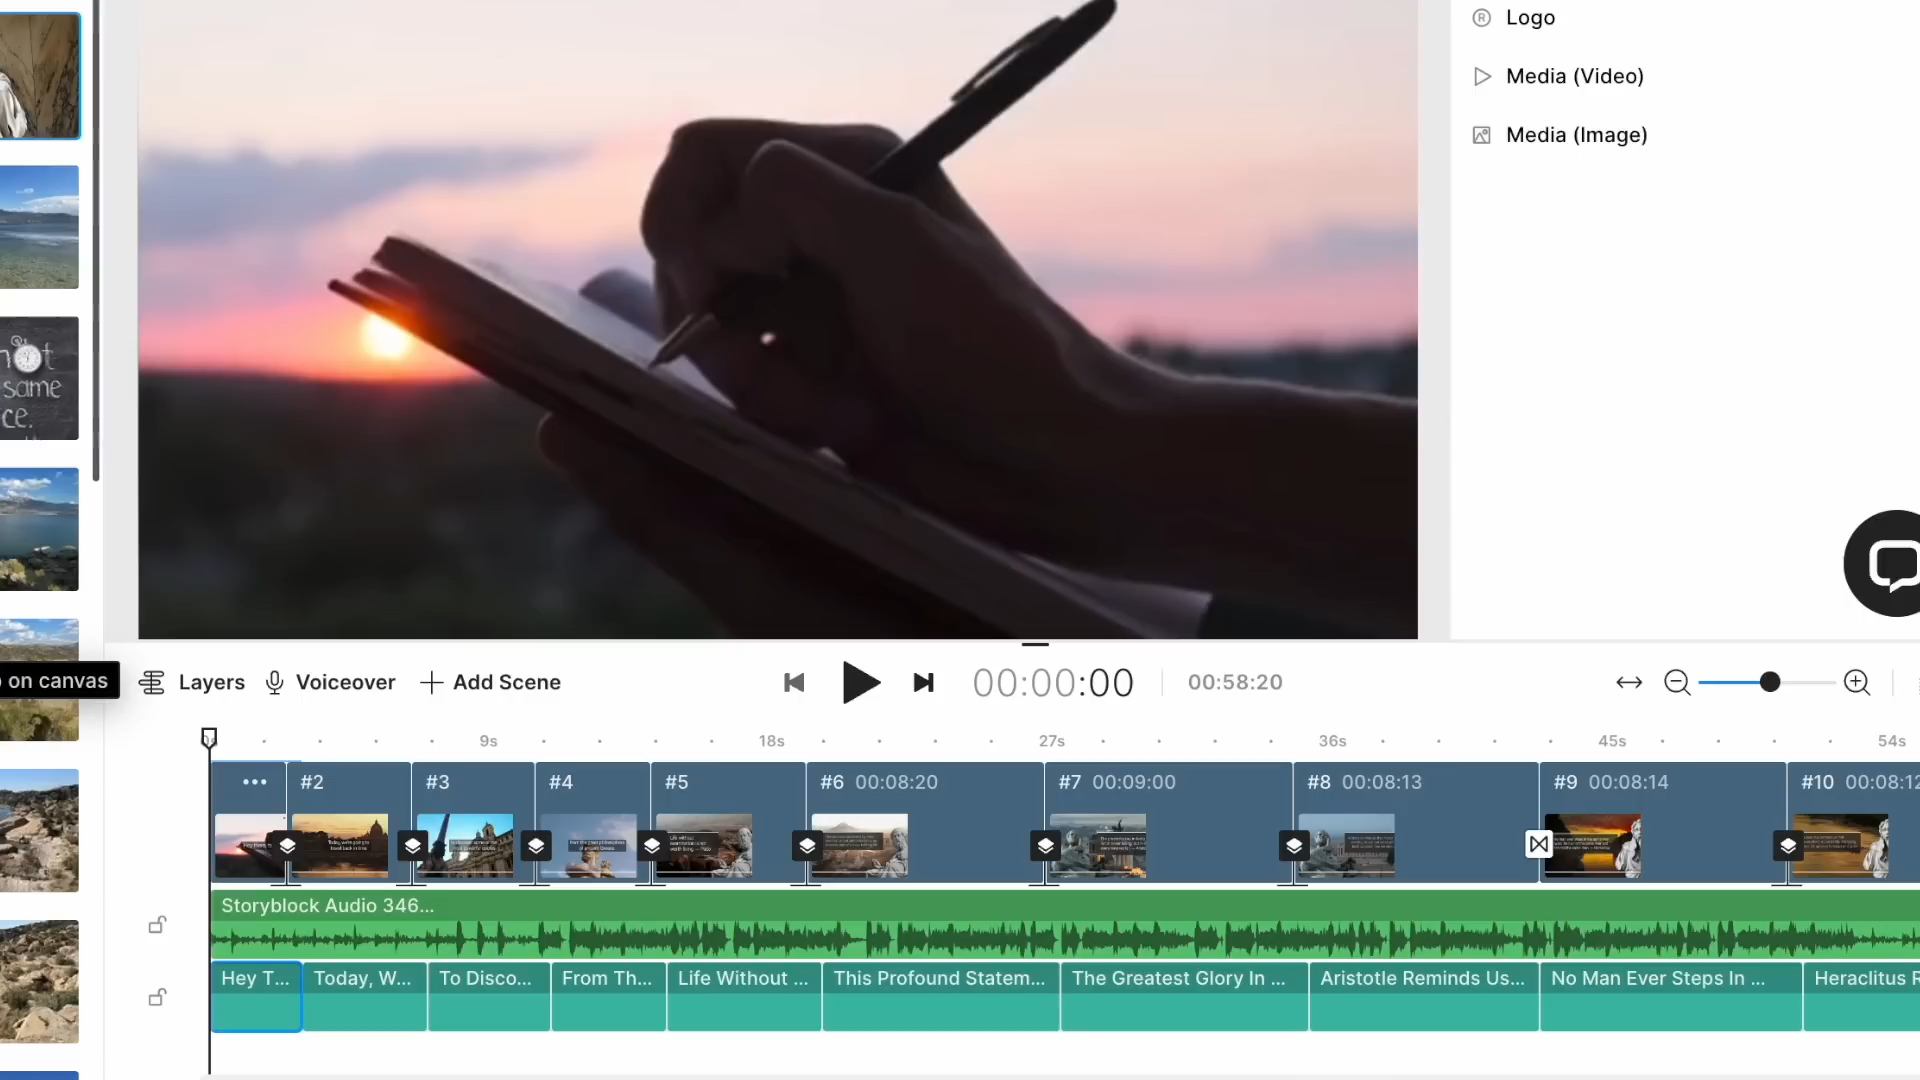 Logo
Media (Video)
Media (Image)
same
ce.
on canvas
Layers
Voiceover
Add Scene
00:00:00
00:58:20
9s
18s
27s
36s
45s
54s
#2
#3
#4
#5
#6 00:08:20
#7 00:09:00
#8 00:08:13
#9 00:08:14
#10 00:08:12
Storyblock Audio 346...
Hey T...
Today, W...
To Disco...
From Th...
Life Without ...
This Profound Statem...
The Greatest Glory In ...
Aristotle Reminds Us...
No Man Ever Steps In ...
Heraclitus